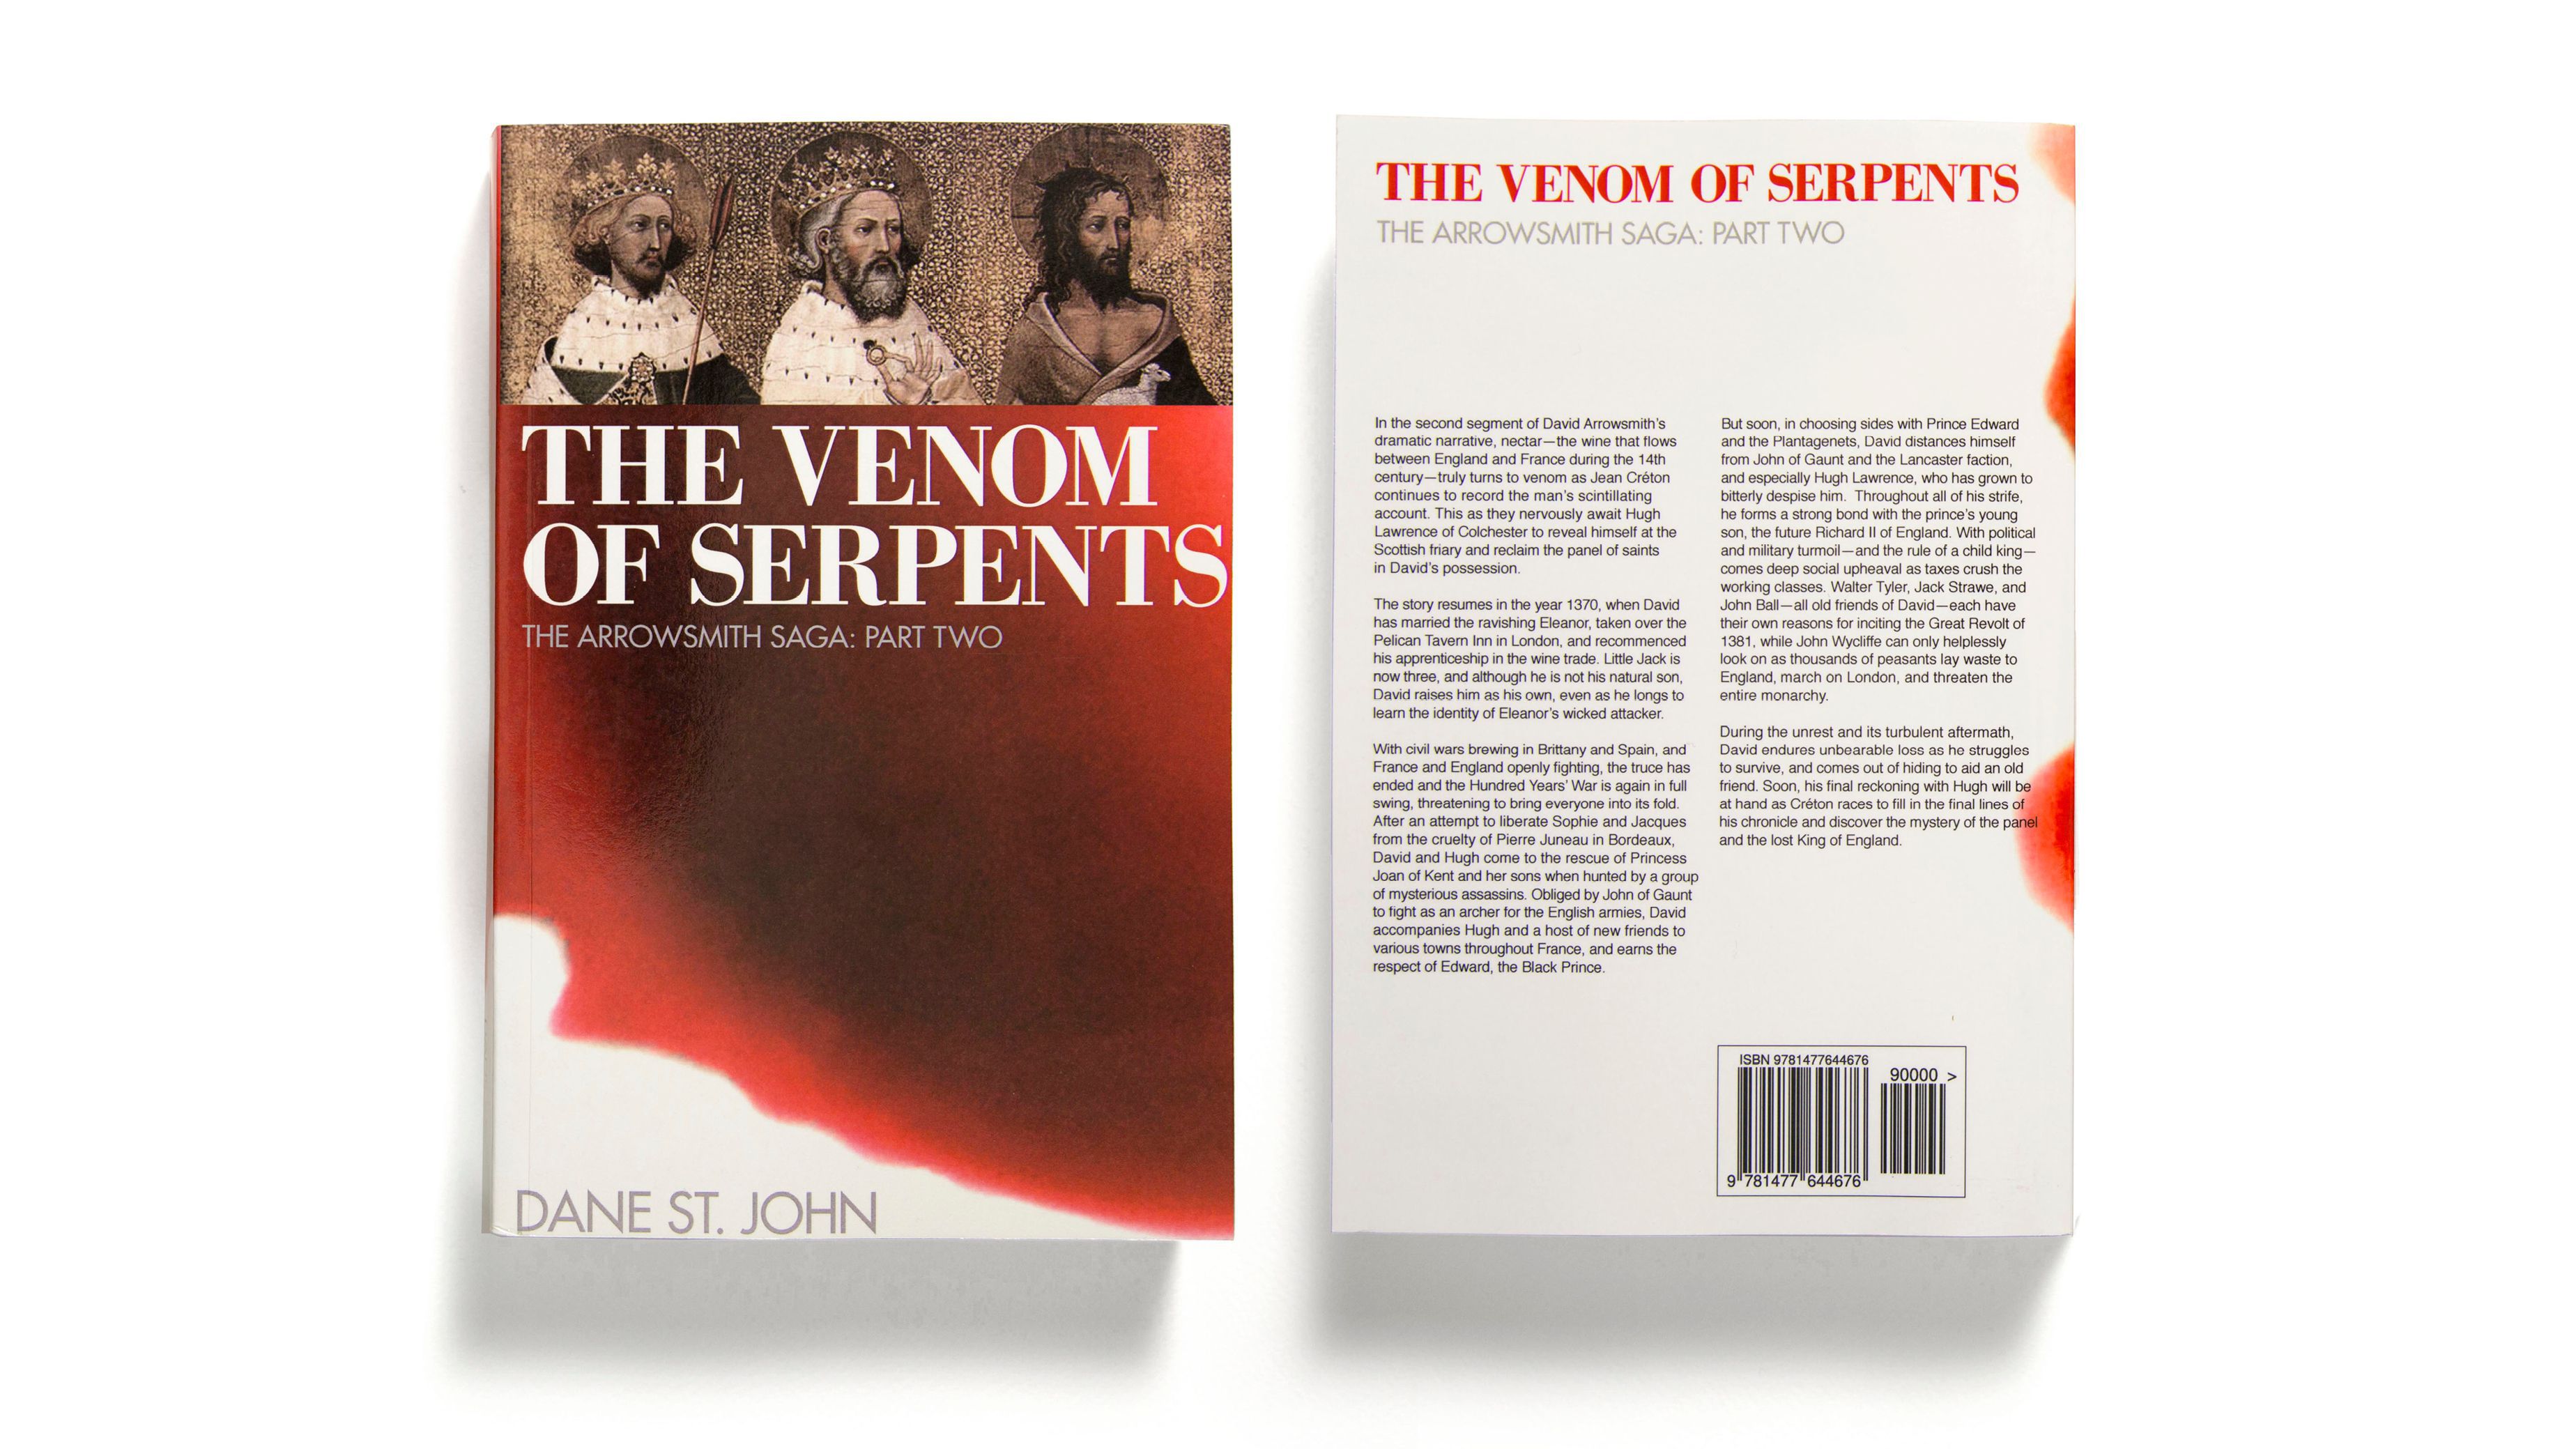 THE VENOM
OF SERPENTS
THE ARROWSMITH SAGA: PART TWO
DANE ST. JOHN
THE VENOM OF SERPENTS
THE ARROWSMITH SAGA: PART TWO
In the second segment of David Arrowsmith's
dramatic narrative, nectar—the wine that flows
between England and France during the 14th
century—truly turns to venom as Jean Créton
continues to record the man's scintillating
account. This as they nervously await Hugh
Lawrence of Colchester to reveal himself at the
Scottish friary and reclaim the panel of saints
in David's possession.
The story resumes in the year 1370, when David
has married the ravishing Eleanor, taken over the
Pelican Tavern Inn in London, and recommenced
his apprenticeship in the wine trade. Little Jack is
now three, and although he is not his natural son,
David raises him as his own, even as he longs to
learn the identity of Eleanor's wicked attacker.
With civil wars brewing in Brittany and Spain, and
France and England openly fighting, the truce has
ended and the Hundred Years' War is again in full
swing, threatening to bring everyone into its fold.
After an attempt to liberate Sophie and Jacques
from the cruelty of Pierre Juneau in Bordeaux,
David and Hugh come to the rescue of Princess
Joan of Kent and her sons when hunted by a group
of mysterious assassins. Obliged by John of Gaunt
to fight as an archer for the English armies, David
accompanies Hugh and a host of new friends to
various towns throughout France, and earns the
respect of Edward, the Black Prince.
But soon, in choosing sides with Prince Edward
and the Plantagenets, David distances himself
from John of Gaunt and the Lancaster faction,
and especially Hugh Lawrence, who has grown to
bitterly despise him. Throughout all of his strife,
he forms a strong bond with the prince's young
son, the future Richard II of England. With political
and military turmoil—and the rule of a child king—
comes deep social upheaval as taxes crush the
working classes. Walter Tyler, Jack Strawe, and
John Ball—all old friends of David—each have
their own reasons for inciting the Great Revolt of
1381, while John Wycliffe can only helplessly
look on as thousands of peasants lay waste to
England, march on London, and threaten the
entire monarchy.
During the unrest and its turbulent aftermath,
David endures unbearable loss as he struggles
to survive, and comes out of hiding to aid an old
friend. Soon, his final reckoning with Hugh will be
at hand as Créton races to fill in the final lines of
his chronicle and discover the mystery of the panel
and the lost King of England.
ISBN 9781477644676
90000 >
9 781477 644676